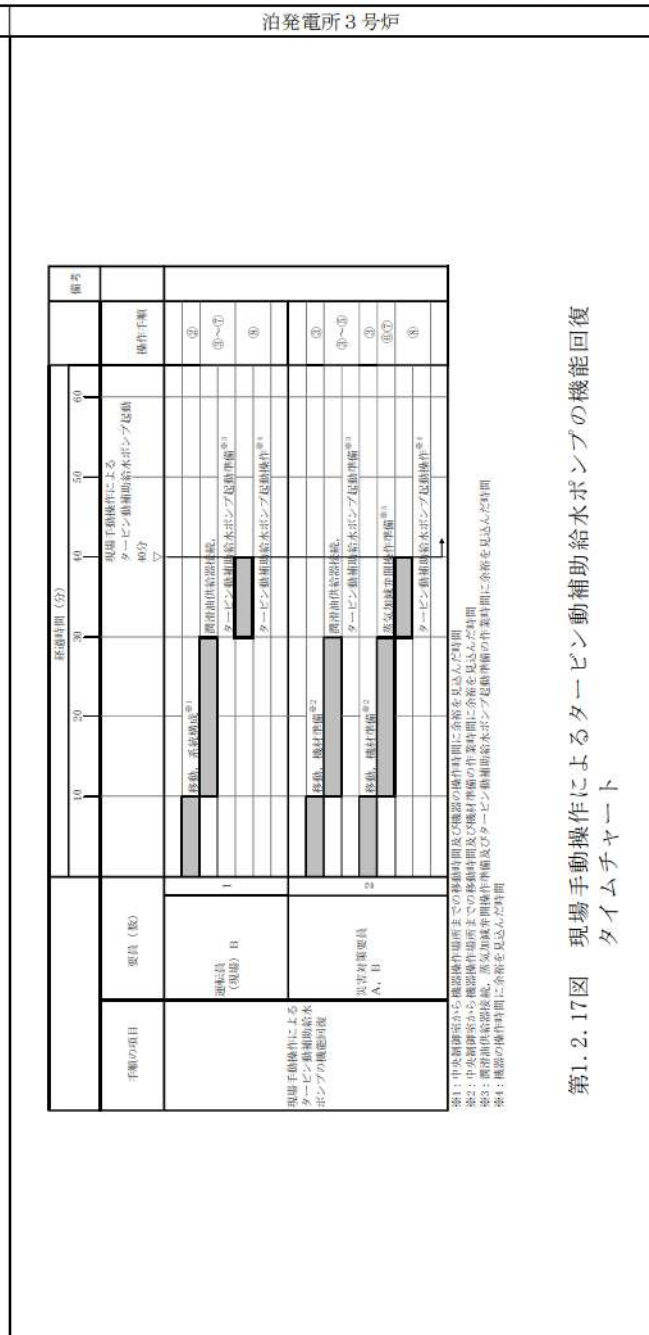 泊発電所3号炉
経過時間（分）
備考
10
20
30
40
50
60
手順の項目
要員（数）
操作手順
現場手動操作による
タービン動補助給水ポンプ起動
40分
▽
現場手動操作による
タービン動補助給水
ポンプの機能回復
運転員
（現場） B
1
移動，系統構成※1
②
潤滑油供給器接続，
タービン動補助給水ポンプ起動準備※3
③～⑦
タービン動補助給水ポンプ起動操作※4
⑧
災害対策要員
A，B
2
移動，機材準備※2
③
潤滑油供給器接続，
タービン動補助給水ポンプ起動準備※3
③～⑤
移動，機材準備※2
③
蒸気加減弁開操作準備※3
⑥⑦
タービン動補助給水ポンプ起動操作※4
⑧
※1：中央制御室から機器操作場所までの移動時間及び機器の操作時間に余裕を見込んだ時間
※2：中央制御室から機器操作場所までの移動時間及び機材準備の作業時間に余裕を見込んだ時間
※3：潤滑油供給器接続，蒸気加減弁開操作準備及びタービン動補助給水ポンプ起動準備の作業時間に余裕を見込んだ時間
※4：機器の操作時間に余裕を見込んだ時間
第1.2.17図 現場手動操作によるタービン動補助給水ポンプの機能回復
タイムチャート